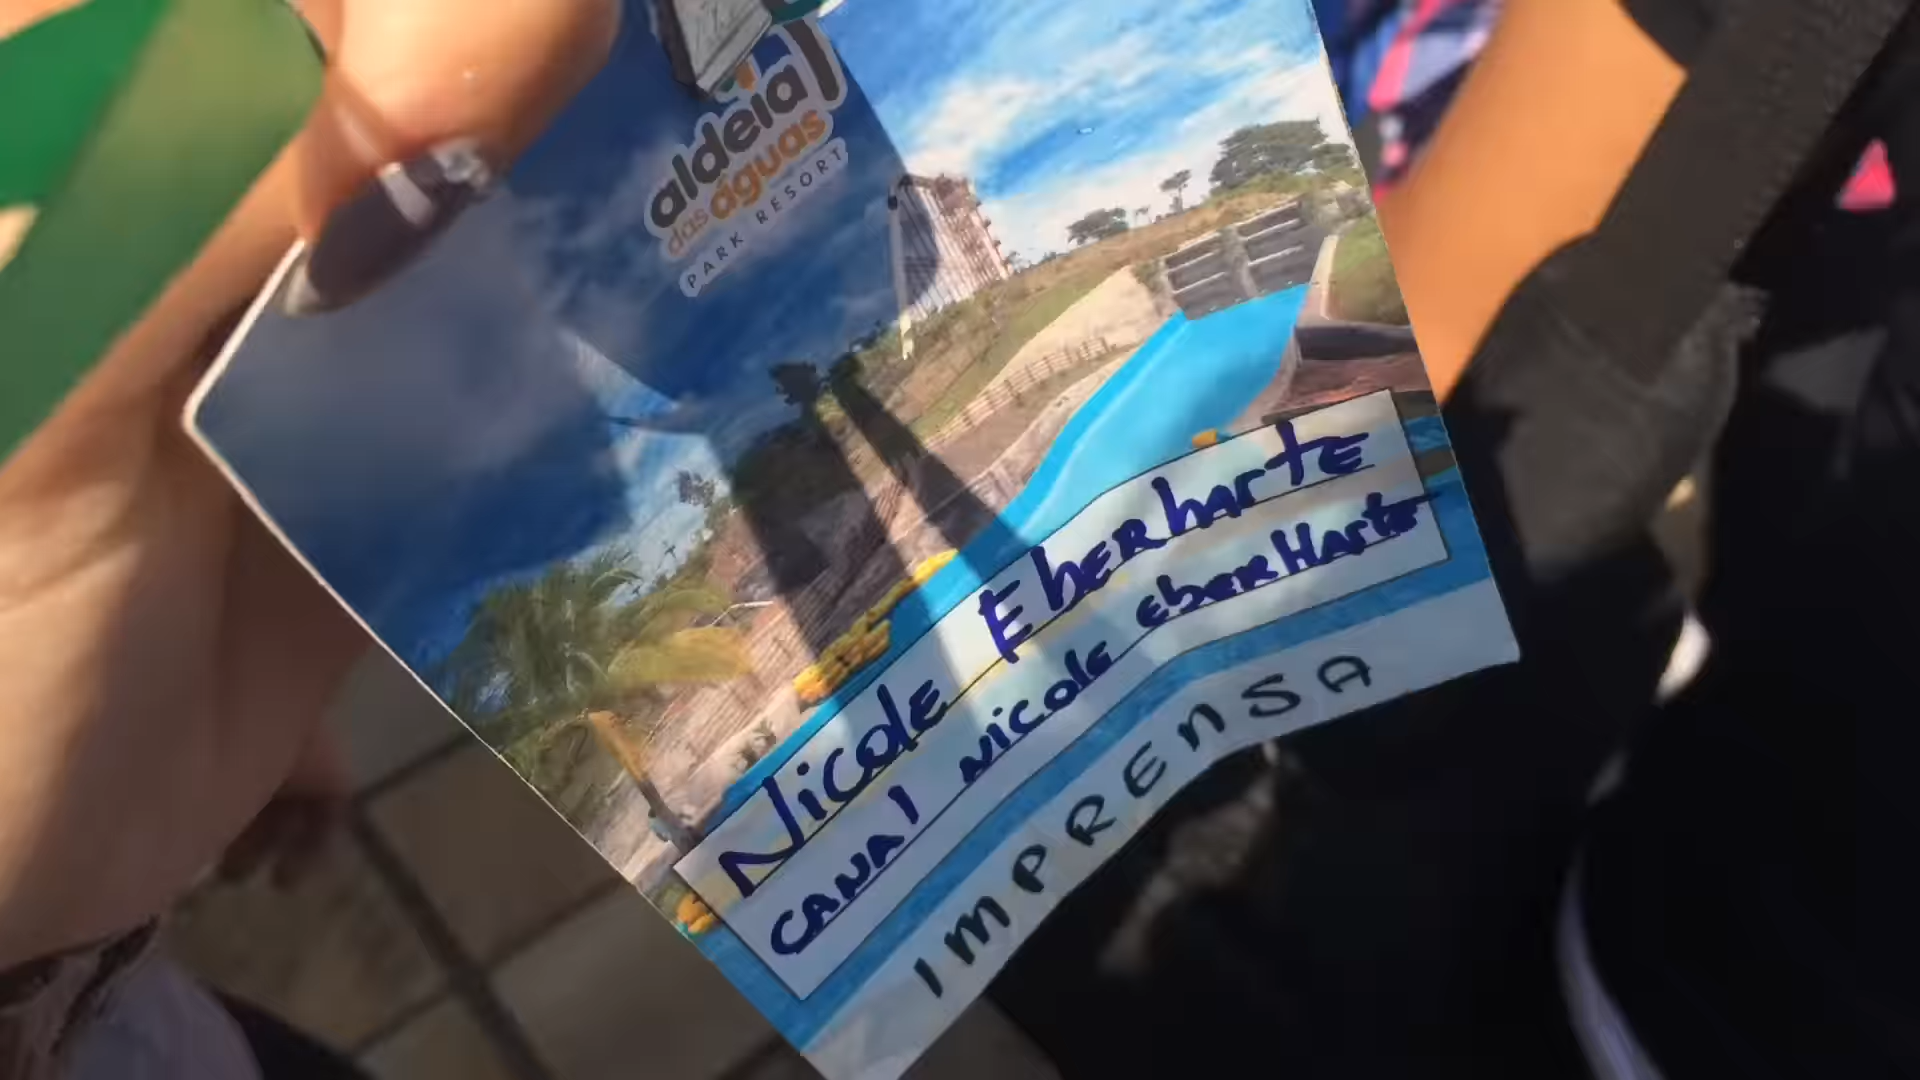 aldeia
das águas
PARK RESORT
Nicole Eberharte
CANAl Nicole eberHarte
IMPRENSA